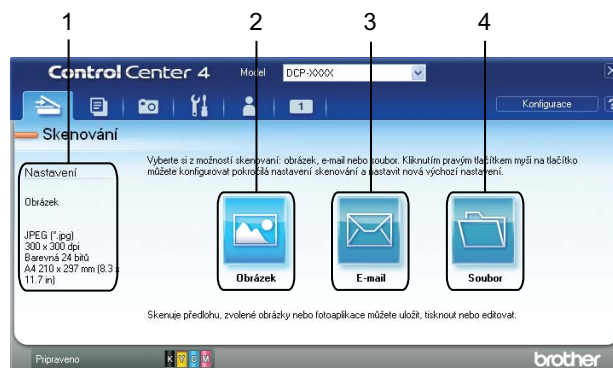 1 2 3 4
Control Center 4 Model DCP-XXXX
1 Konfigurace ?
Skenování
Vyberte si z možností skenovaní: obrázek, e-mail nebo soubor. Kliknutím pravým tlačítkem myši na tlačítko
můžete konfigurovat pokročilá nastavení skenování a nastavit nová výchozí nastavení.
Nastavení
Obrázek
JPEG (*.jpg)
300 x 300 dpi
Barevná 24 bitů
A4 210 x 297 mm (8.3 x
11.7 in)
Obrázek E-mail Soubor
Skenuje předlohu, zvolené obrázky nebo fotoaplikace můžete uložit, tisknout nebo editovat.
Připraveno K Y C M brother